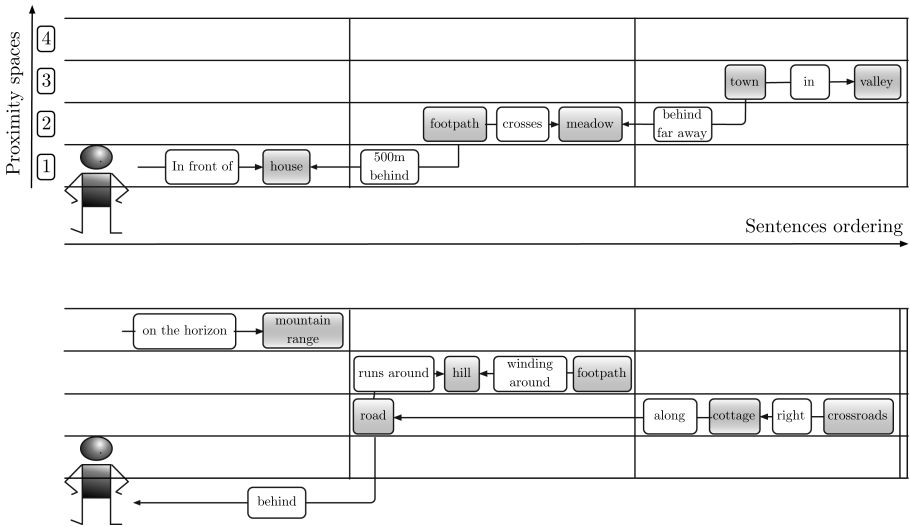 Proximity spaces
4
3
town in valley
behind
far away
2
footpath crosses meadow
500m
behind
1
In front of house
Sentences ordering
on the horizon
mountain
range
runs around hill
winding
around
footpath
road
along cottage right crossroads
behind